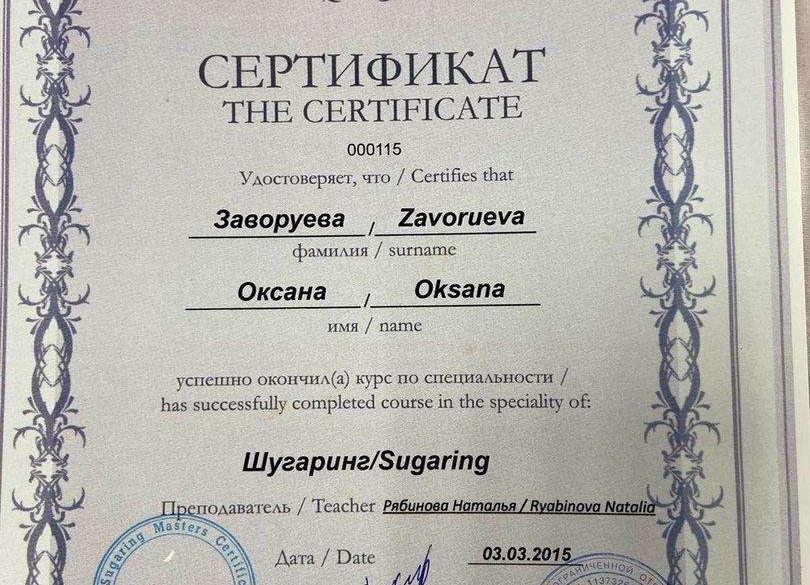 СЕРТИФИКАТ
THE CERTIFICATE
000115
Удостоверяет, что / Certifies that
Заворуева / Zavorueva
фамилия / surname
Оксана / Oksana
имя / name
успешно окончил(а) курс по специальности /
has successfully completed course in the speciality of:
Шугаринг/Sugaring
Преподаватель / Teacher Рябинова Наталья / Ryabinova Natalia
Sugaring Masters
Дата / Date 03.03.2015